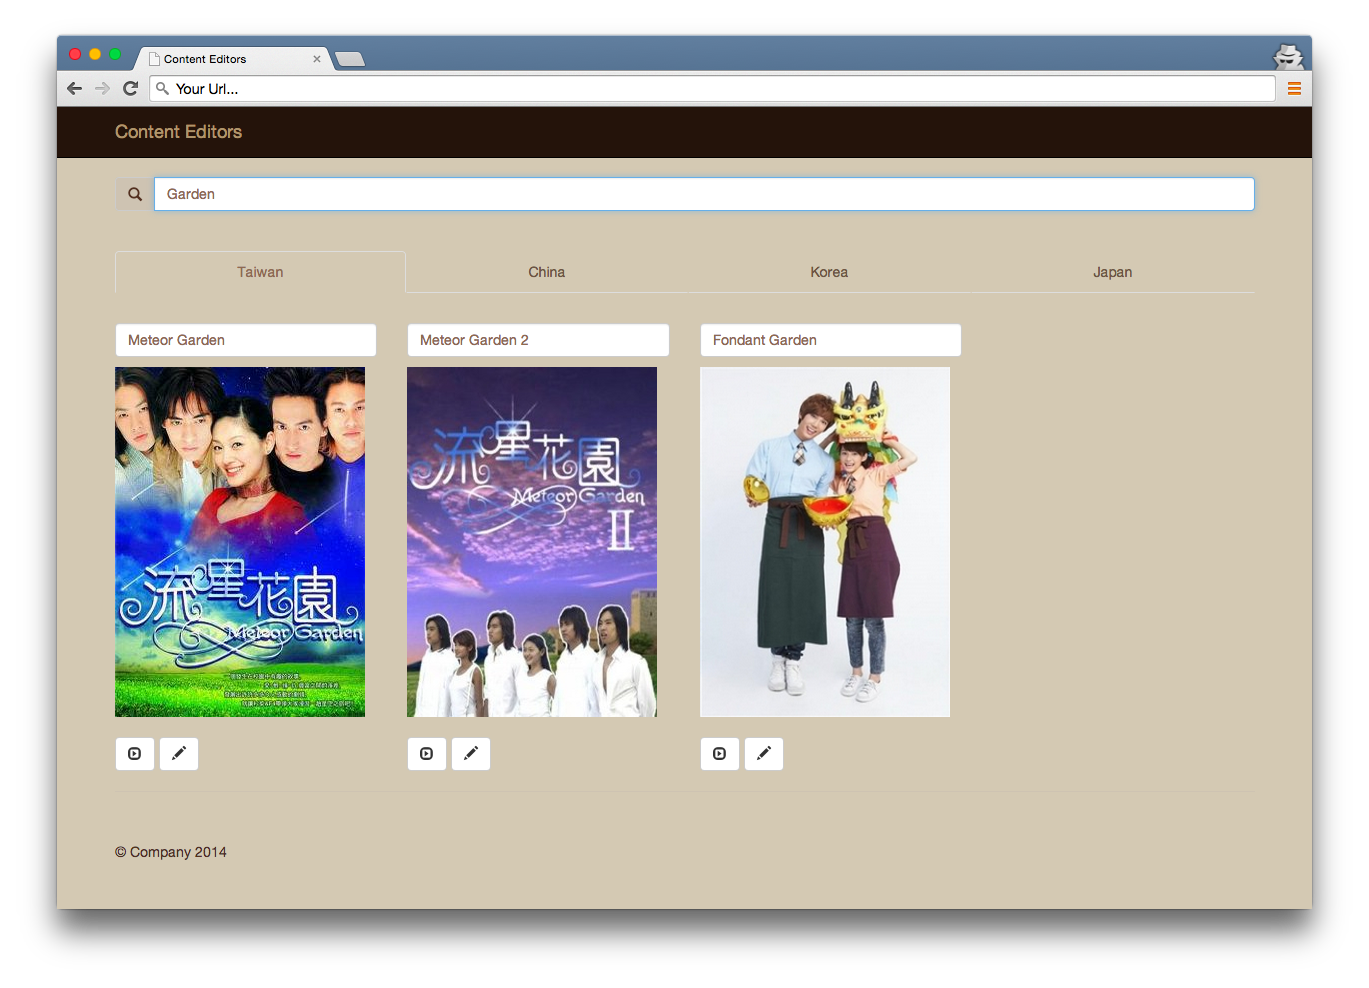 Content Editors
Your Url...
Content Editors
Garden
Taiwan
China
Korea
Japan
Meteor Garden
Meteor Garden 2
Fondant Garden
流星花園
Meteor Garden
流星花園
Meteor Garden
II
© Company 2014